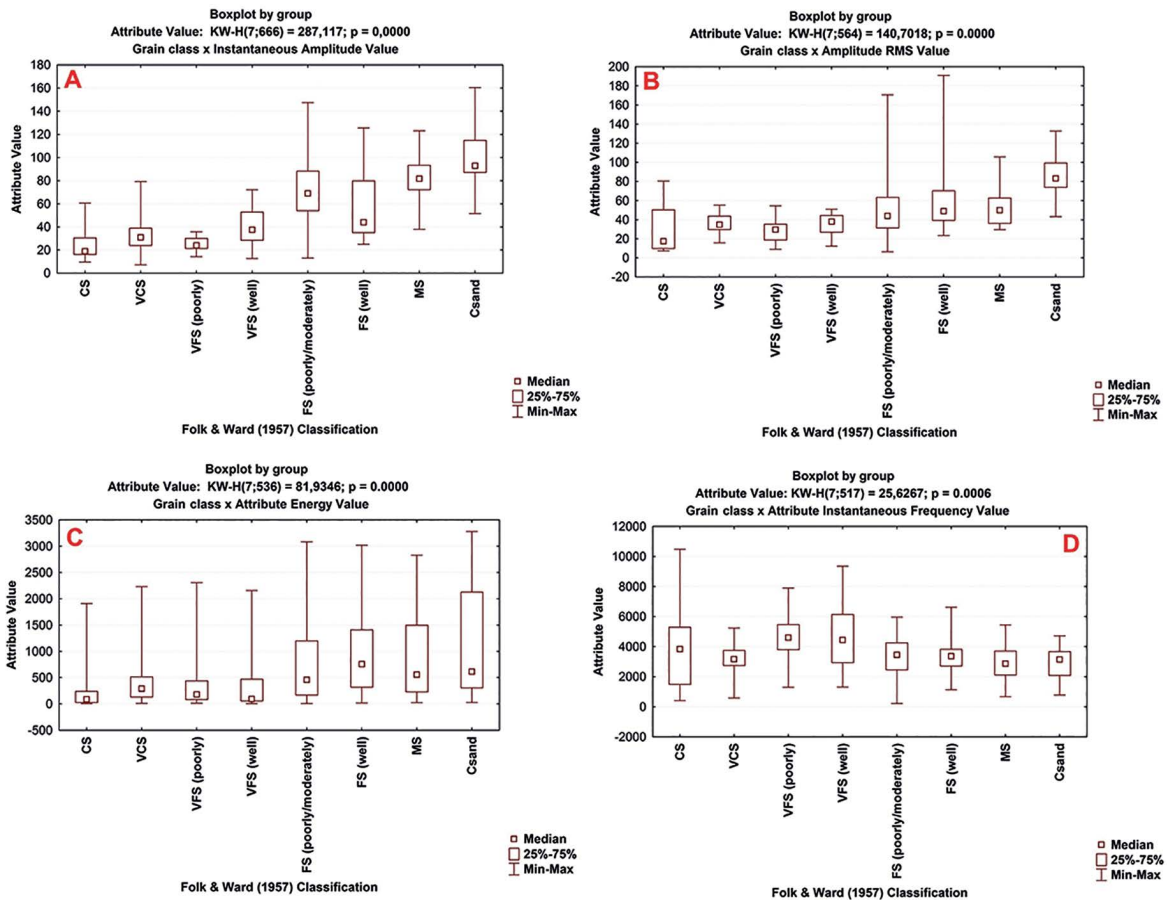 Boxplot by group
Attribute Value: KW-H(7;666) = 287,117; p = 0,0000
Grain class x Instantaneous Amplitude Value
A
180
160
140
120
100
80
60
40
20
0
Attribute Value
CS
VCS
VFS (poorly)
VFS (well)
FS (poorly/moderately)
FS (well)
MS
Csand
Median
25%-75%
Min-Max
Folk & Ward (1957) Classification
Boxplot by group
Attribute Value: KW-H(7;564) = 140,7018; p = 0.0000
Grain class x Amplitude RMS Value
B
200
180
160
140
120
100
80
60
40
20
0
-20
Attribute Value
CS
VCS
VFS (poorly)
VFS (well)
FS (poorly/moderately)
FS (well)
MS
Csand
Median
25%-75%
Min-Max
Folk & Ward (1957) Classification
Boxplot by group
Attribute Value: KW-H(7;536) = 81,9346; p = 0.0000
Grain class x Attribute Energy Value
C
3500
3000
2500
2000
1500
1000
500
0
-500
Attribute Value
CS
VCS
VFS (poorly)
VFS (well)
FS (poorly/moderately)
FS (well)
MS
Csand
Median
25%-75%
Min-Max
Folk & Ward (1957) Classification
Boxplot by group
Attribute Value: KW-H(7;517) = 25,6267; p = 0.0006
Grain class x Attribute Instantaneous Frequency Value
D
12000
10000
8000
6000
4000
2000
0
-2000
Attribute Value
CS
VCS
VFS (poorly)
VFS (well)
FS (poorly/moderately)
FS (well)
MS
Csand
Median
25%-75%
Min-Max
Folk & Ward (1957) Classification